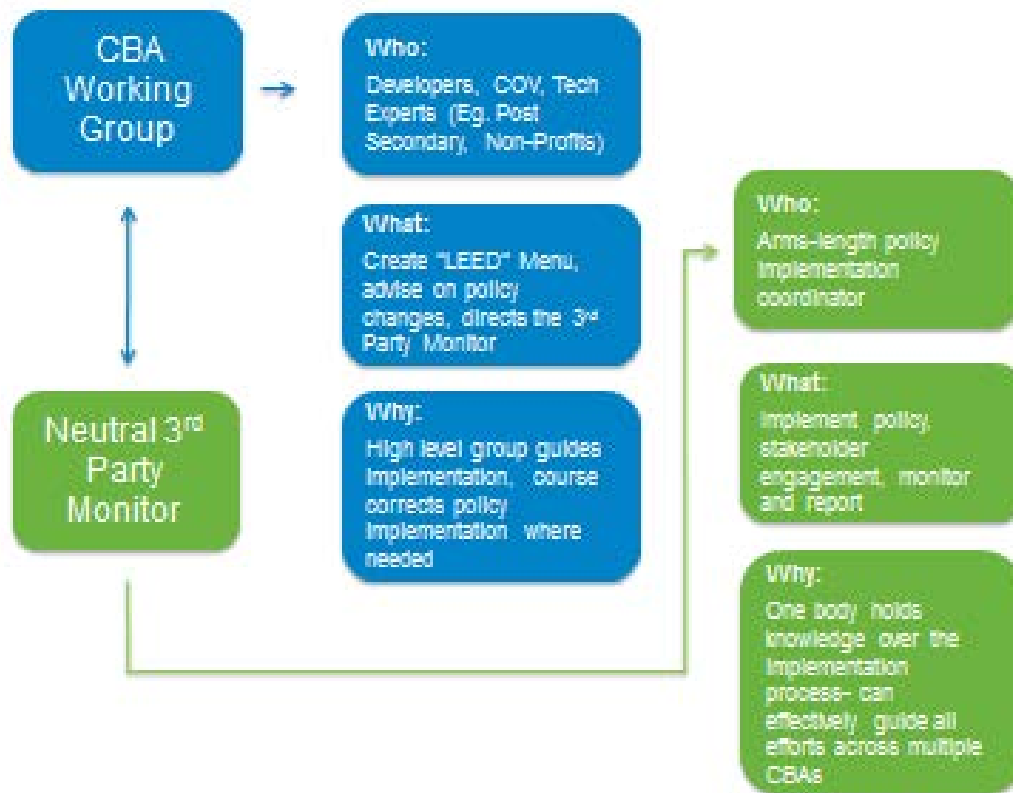 CBA
Working
Group
Who:
Developers, COV, Tech
Experts (Eg. Post
Secondary, Non-Profits)
What:
Create "LEED" Menu,
advise on policy
changes, directs the 3rd
Party Monitor
Why:
High level group guides
implementation, course
corrects policy
implementation where
needed
Neutral 3rd
Party
Monitor
Who:
Arms-length policy
implementation
coordinator
What:
Implement policy,
stakeholder
engagement, monitor
and report
Why:
One body holds
knowledge over the
implementation
process- can
effectively guide all
efforts across multiple
CBAs